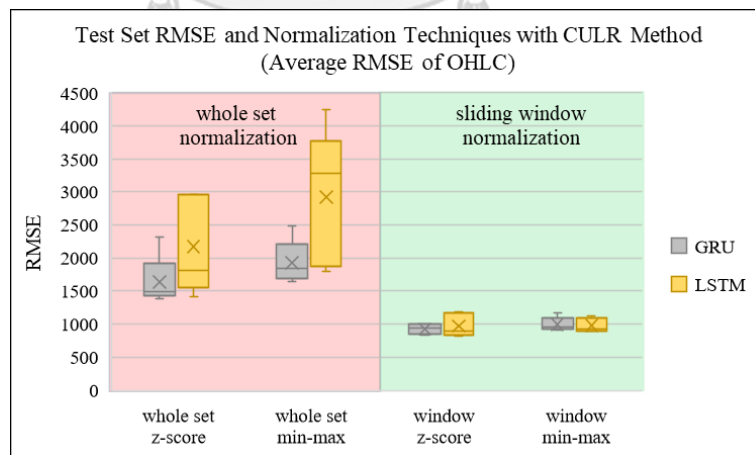 Test Set RMSE and Normalization Techniques with CULR Method
(Average RMSE of OHLC)
4500
4000
3500
3000
2500
2000
1500
1000
500
0
RMSE
whole set
normalization
sliding window
normalization
GRU
LSTM
whole set
z-score
whole set
min-max
window
z-score
window
min-max